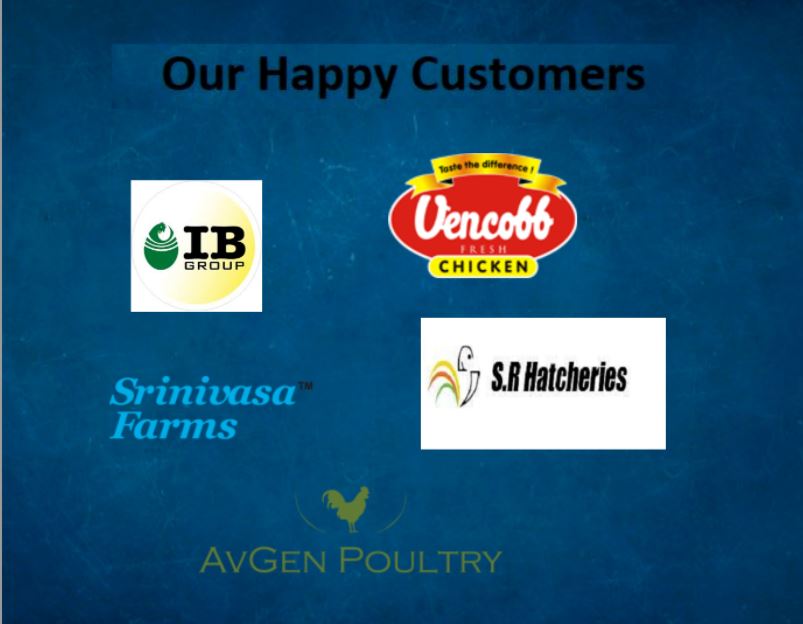 Our Happy Customers
Taste the difference !
IB
GROUP
Vencobb
FRESH
CHICKEN
Srinivasa™
Farms
S.R Hatcheries
AVGEN POULTRY